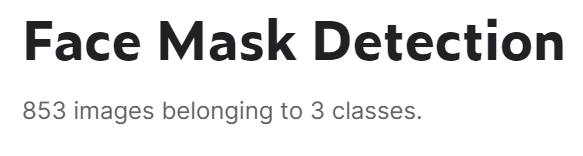 Face Mask Detection
853 images belonging to 3 classes.